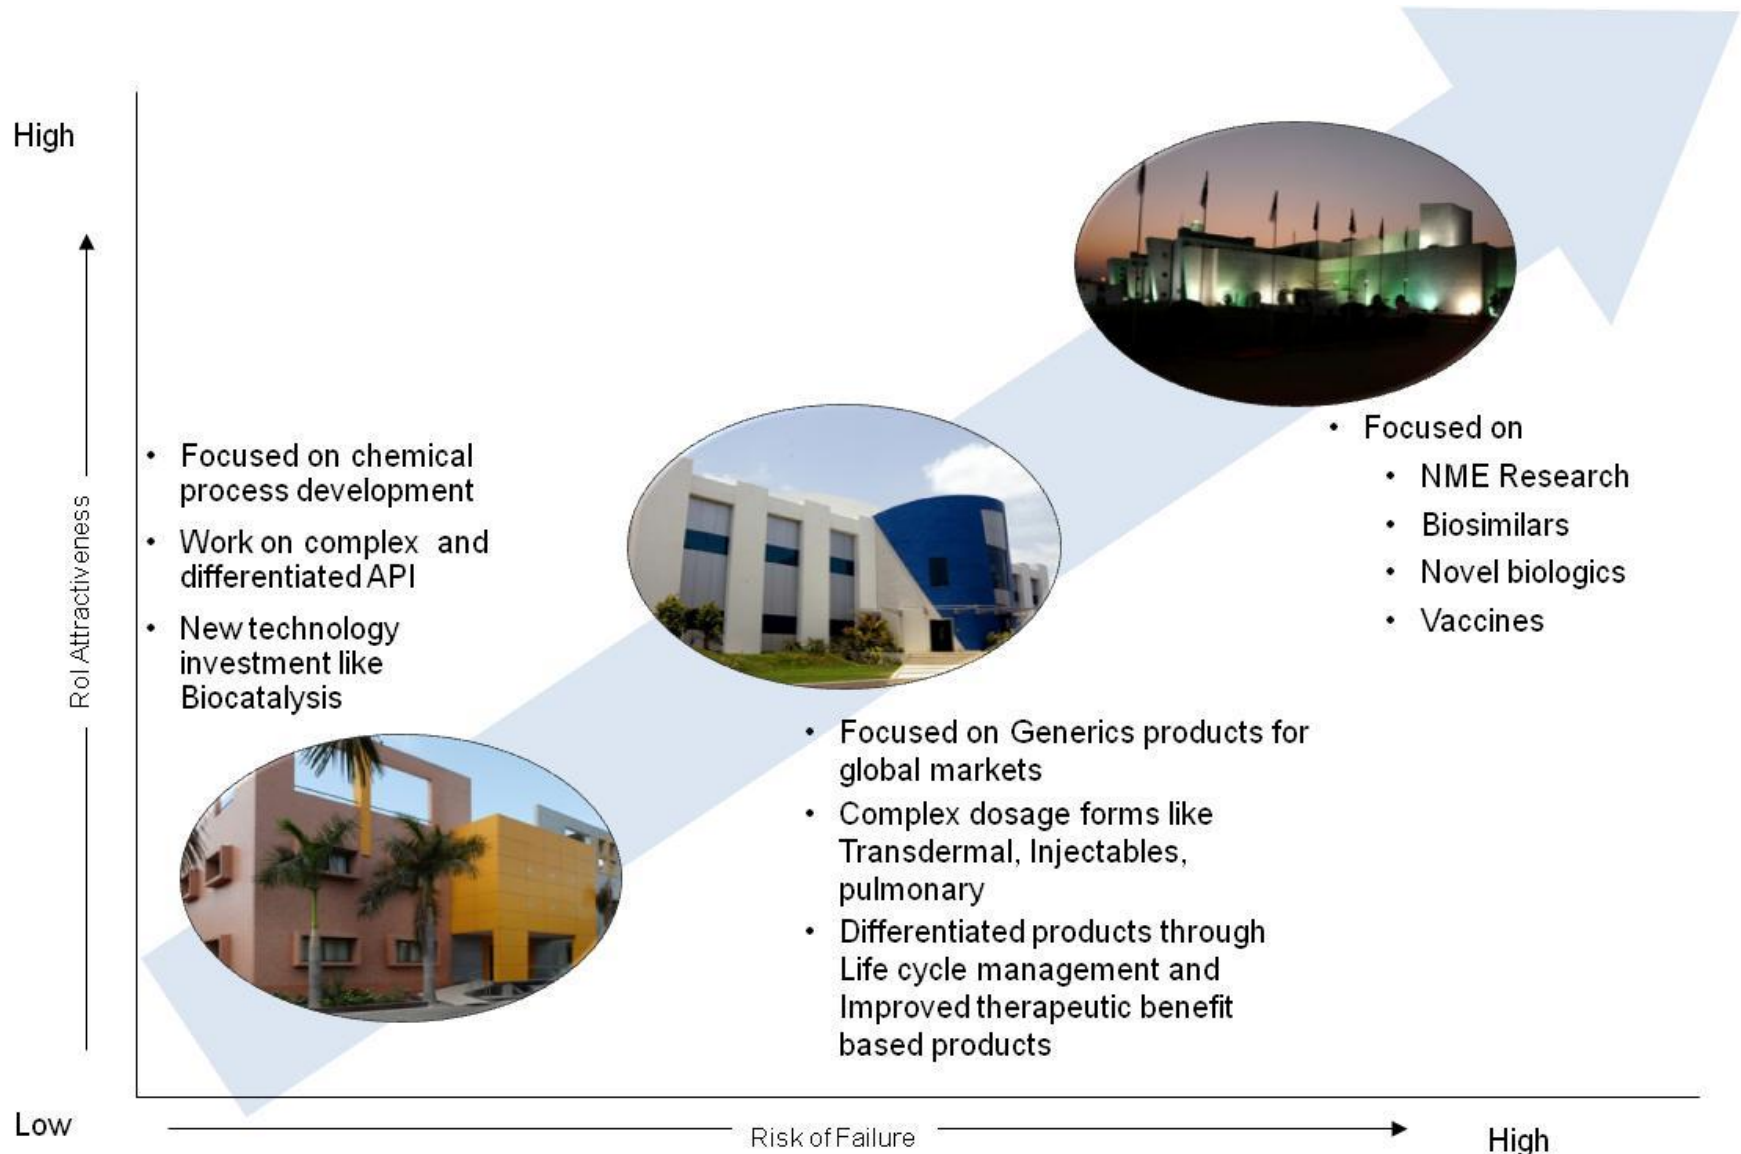 High
• Focused on chemical
process development
• Work on complex and
differentiated API
• New technology
investment like
Biocatalysis
RoI Attractiveness
• Focused on
• NME Research
• Biosimilars
• Novel biologics
• Vaccines
• Focused on Generics products for
global markets
• Complex dosage forms like
Transdermal, Injectables,
pulmonary
• Differentiated products through
Life cycle management and
Improved therapeutic benefit
based products
Low
Risk of Failure
High